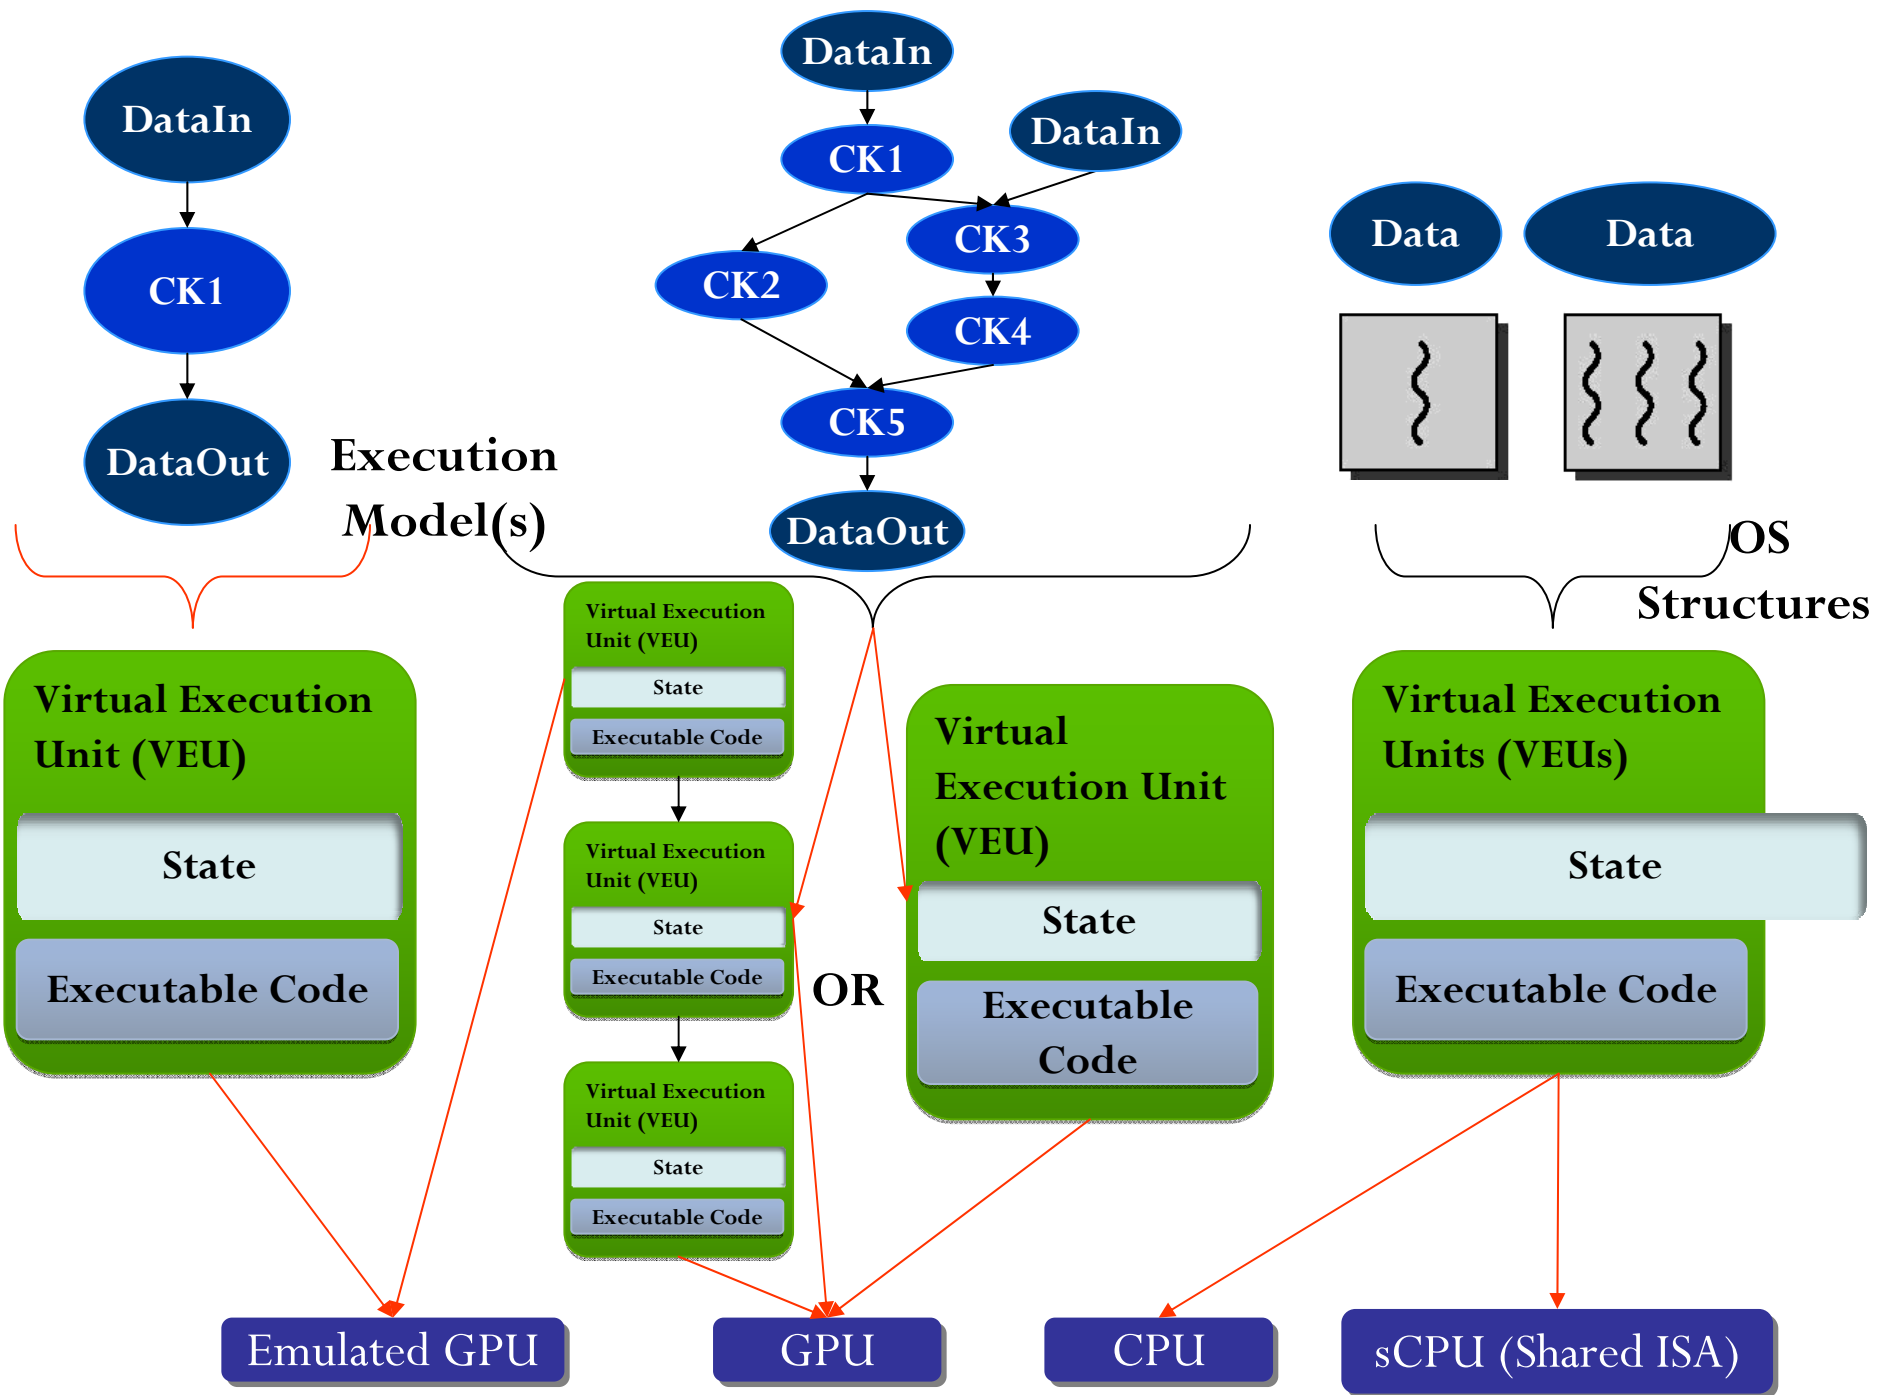 DataIn
CK1
DataOut
Execution
Model(s)
DataIn
DataIn
CK1
CK3
CK2
CK4
CK5
DataOut
Data
Data
OS
Structures
Virtual Execution
Unit (VEU)
State
Executable Code
Virtual Execution
Unit (VEU)
State
Executable Code
Virtual Execution
Unit (VEU)
State
Executable Code
Virtual Execution
Unit (VEU)
State
Executable Code
OR
Virtual
Execution Unit
(VEU)
State
Executable
Code
Virtual Execution
Units (VEUs)
State
Executable Code
Emulated GPU
GPU
CPU
sCPU (Shared ISA)